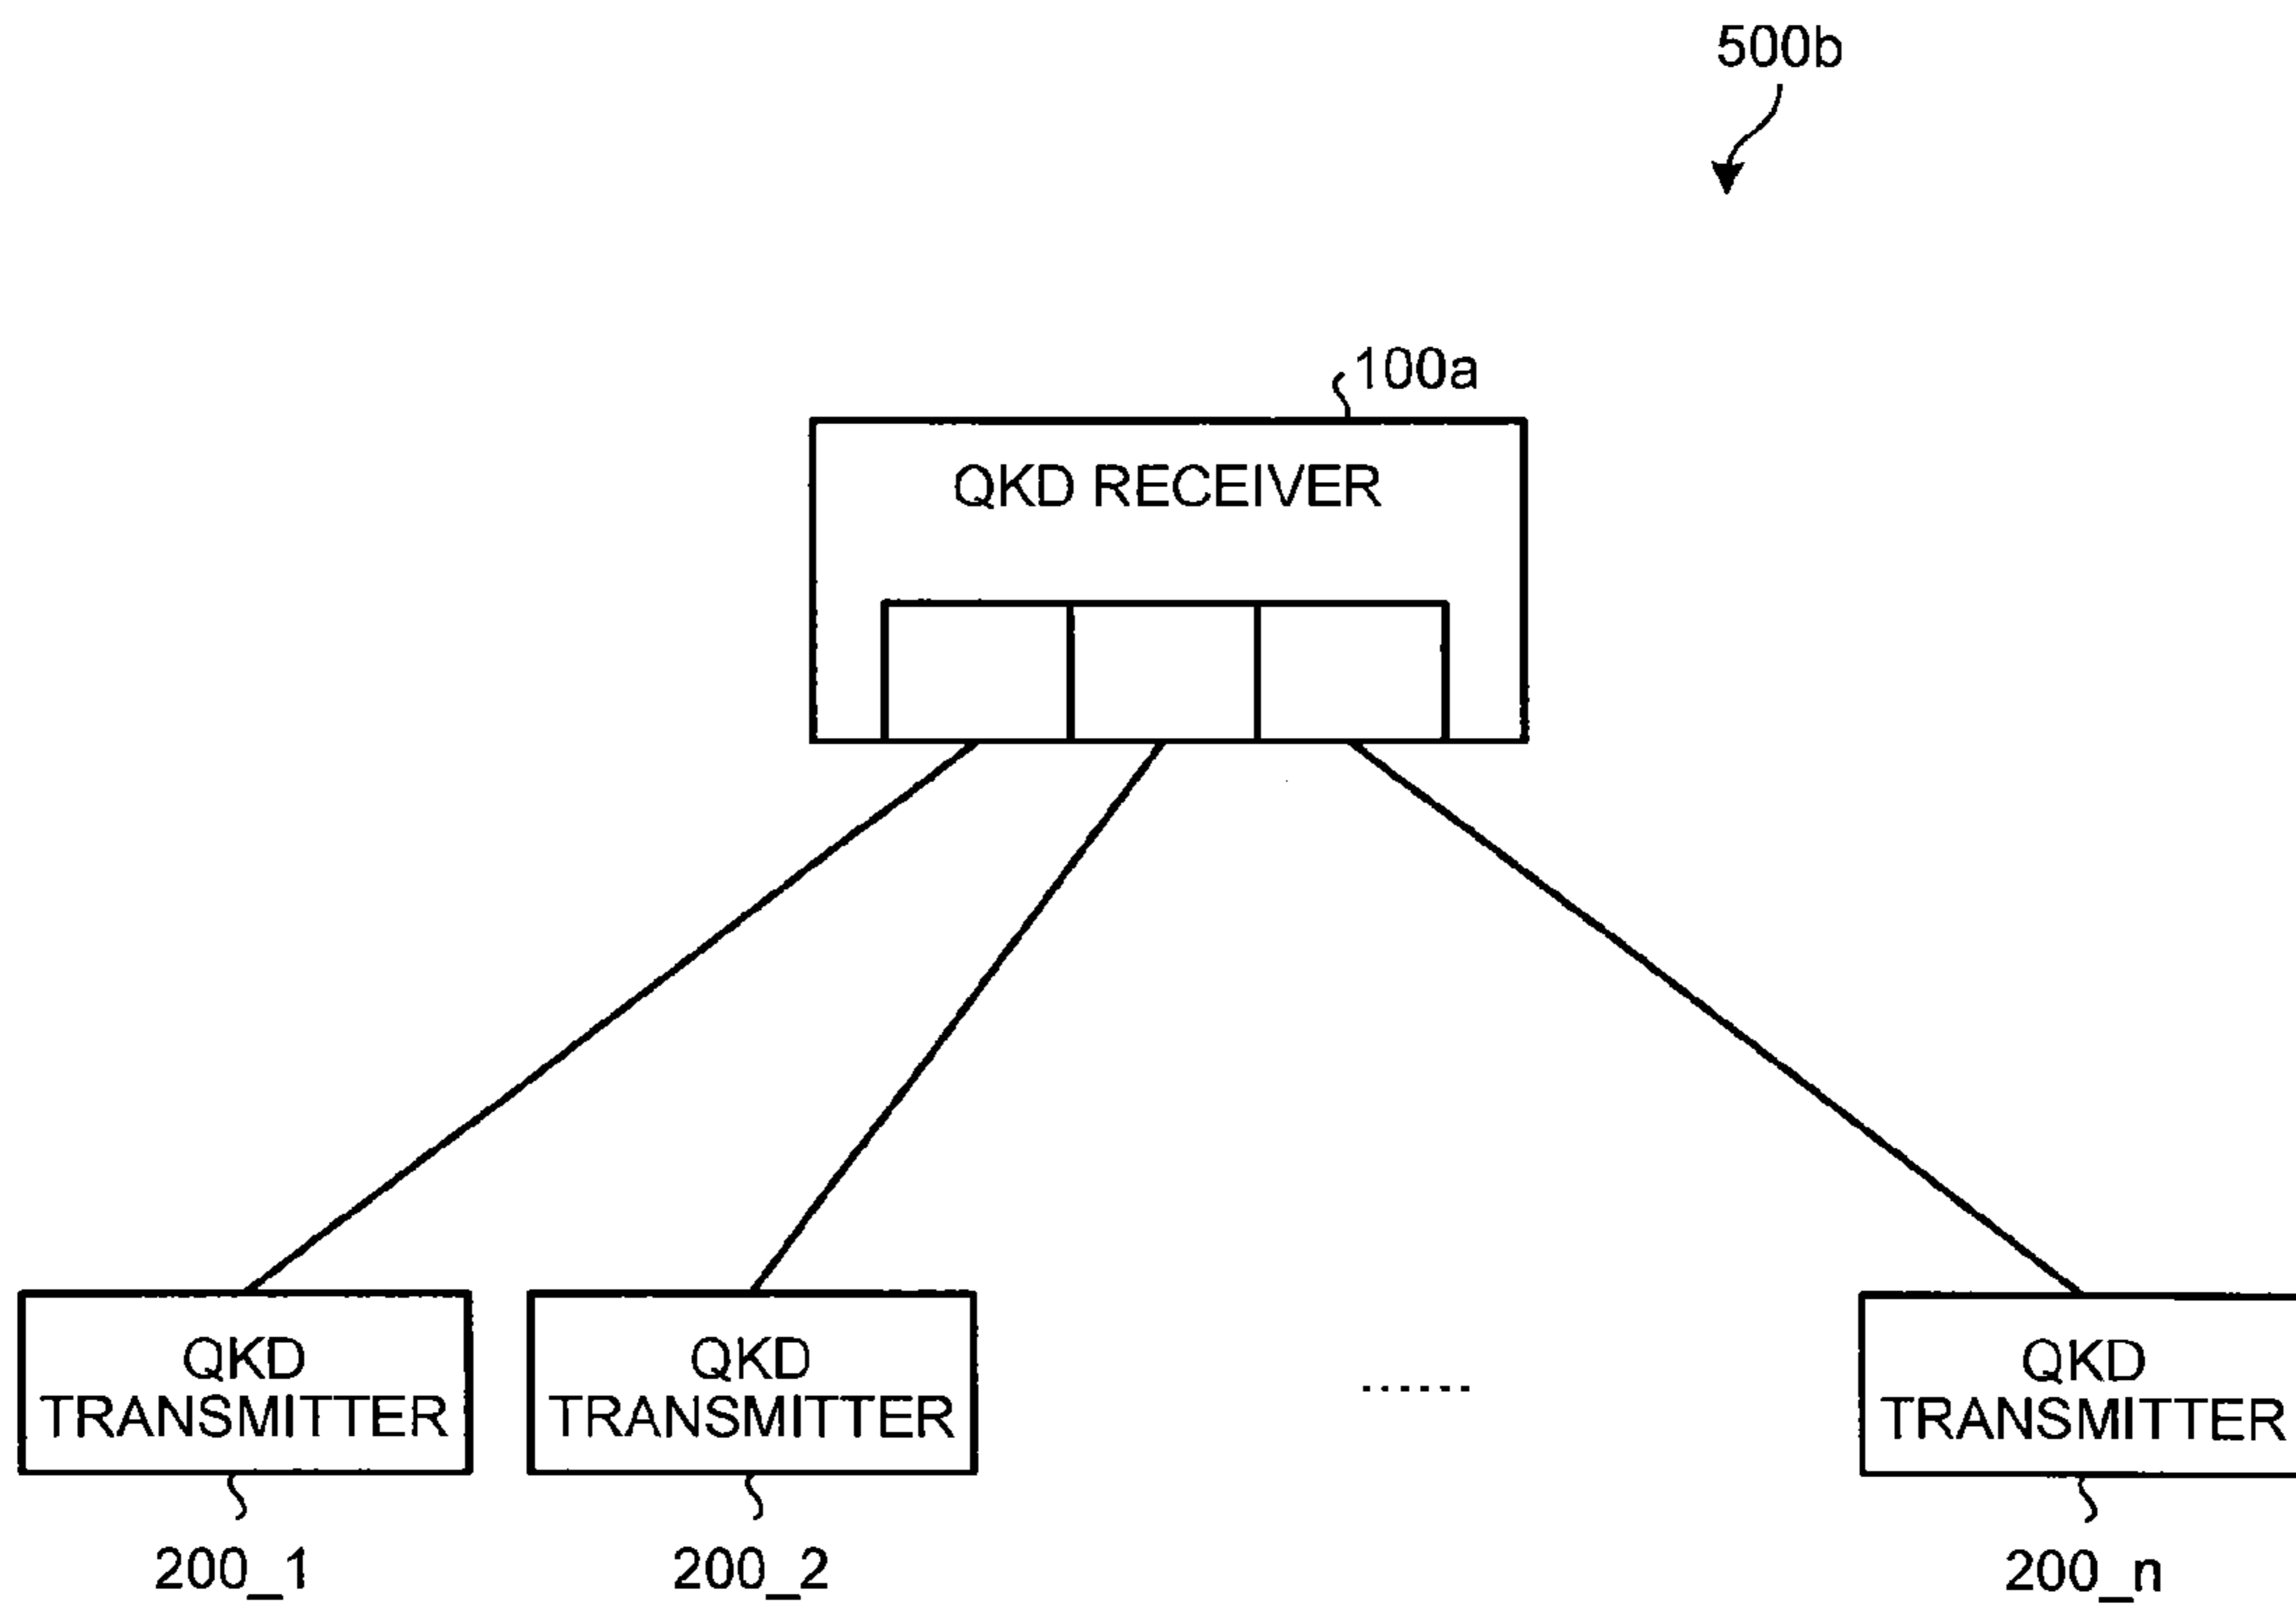 500b
100a
QKD RECEIVER
QKD
TRANSMITTER
QKD
TRANSMITTER
......
QKD
TRANSMITTER
200_1
200_2
200_n